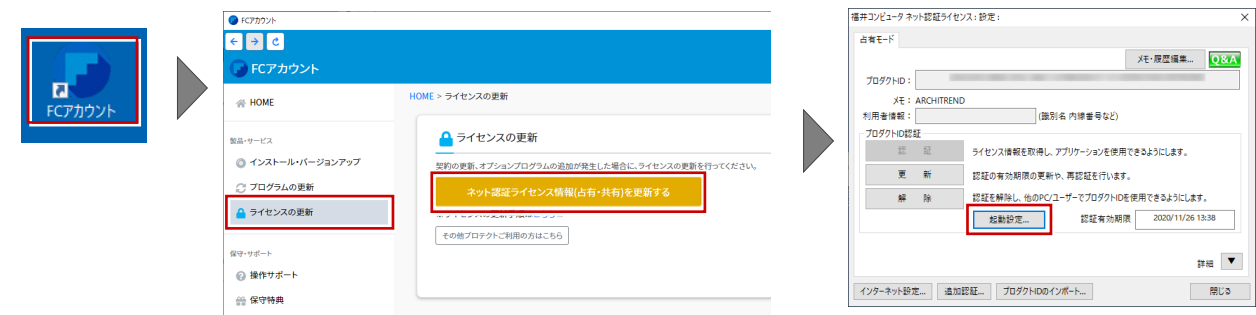 FCアカウント
FCアカウント
FCアカウント
HOME
製品・サービス
インストール・バージョンアップ
プログラムの更新
ライセンスの更新
保守・サポート
操作サポート
保守特典
HOME > ライセンスの更新
ライセンスの更新
契約の更新、オプションプログラムの追加が発生した場合に、ライセンスの更新を行ってください。
ネット認証ライセンス情報(占有・共有)を更新する
その他プロテクトご利用の方はこちら
福井コンピュータ ネット認証ライセンス : 設定 :
占有モード
メモ・履歴編集... Q&A
プロダクトID :
メモ : ARCHITREND
利用者情報 : (識別名 内線番号など)
プロダクトID認証
認 証 ライセンス情報を取得し、アプリケーションを使用できるようにします。
更 新 認証の有効期限の更新や、再認証を行います。
解 除 認証を解除し、他のPC/ユーザーでプロダクトIDを使用できるようにします。
起動設定... 認証有効期限 2020/11/26 13:38
詳細 ▼
インターネット設定... 追加認証... プロダクトIDのインポート... 閉じる